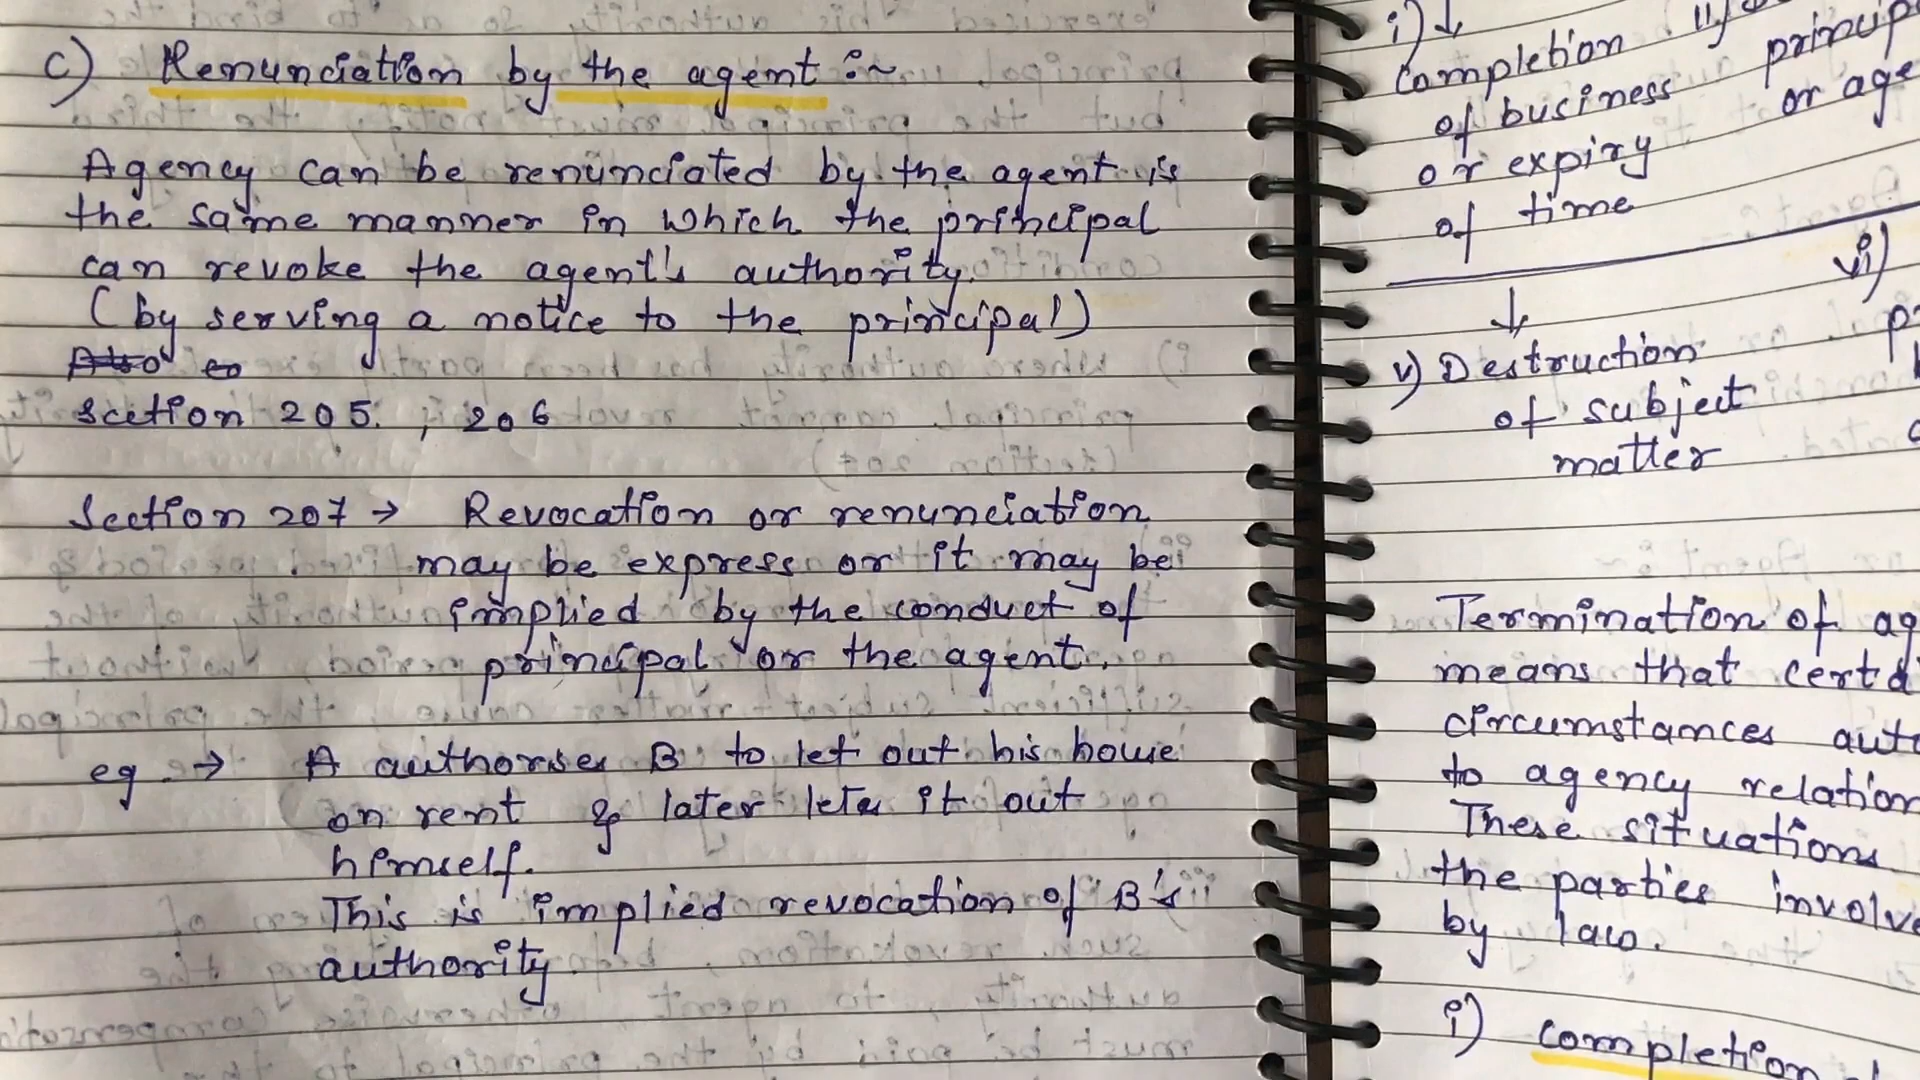 c) Renunciation by the agent :~
Agency can be renunciated by the agent is
the same manner in which the principal
can revoke the agent's authority.
(by serving a notice to the principal)
Also
Section 205. , 206
Section 207 → Revocation or renunciation
may be express or it may be
implied by the conduct of
principal or the agent.
eg → A authorises B to let out his house
on rent & later lets it out
himself.
This is implied revocation of B's
authority
i) ↓
Completion
of business
or expiry
of time
ii)
princip
or age
↓
v) Destruction
of subject
matter
vi)
Termination of ag
means that certa
circumstances auto
to agency relation
These situations
the parties involve
by law.
i) completion